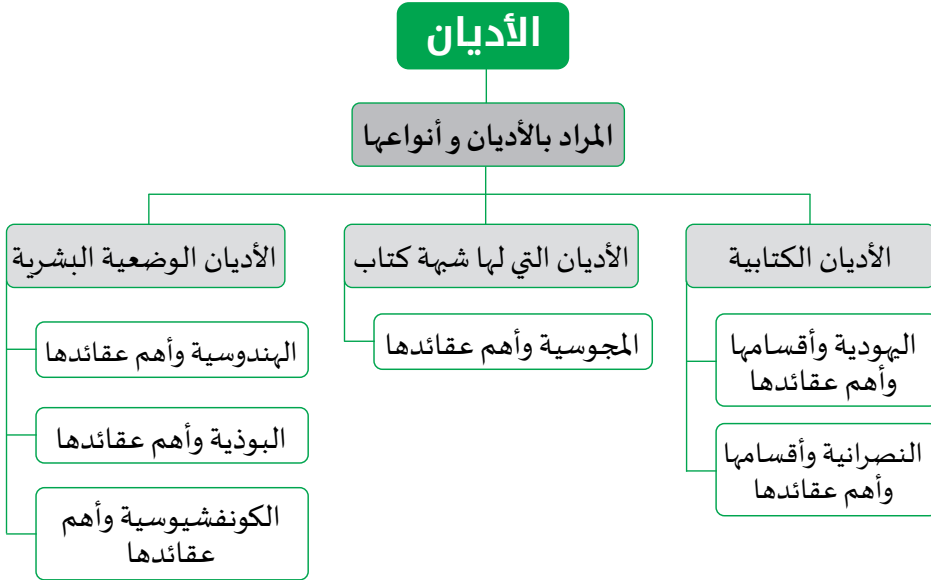 الأديان
المراد بالأديان و أنواعها
الأديان الكتابية
اليهودية وأقسامها
وأهم عقائدها
النصرانية وأقسامها
وأهم عقائدها
الأديان التي لها شبهة كتاب
المجوسية وأهم عقائدها
الأديان الوضعية البشرية
الهندوسية وأهم عقائدها
البوذية وأهم عقائدها
الكونفشيوسية وأهم
عقائدها